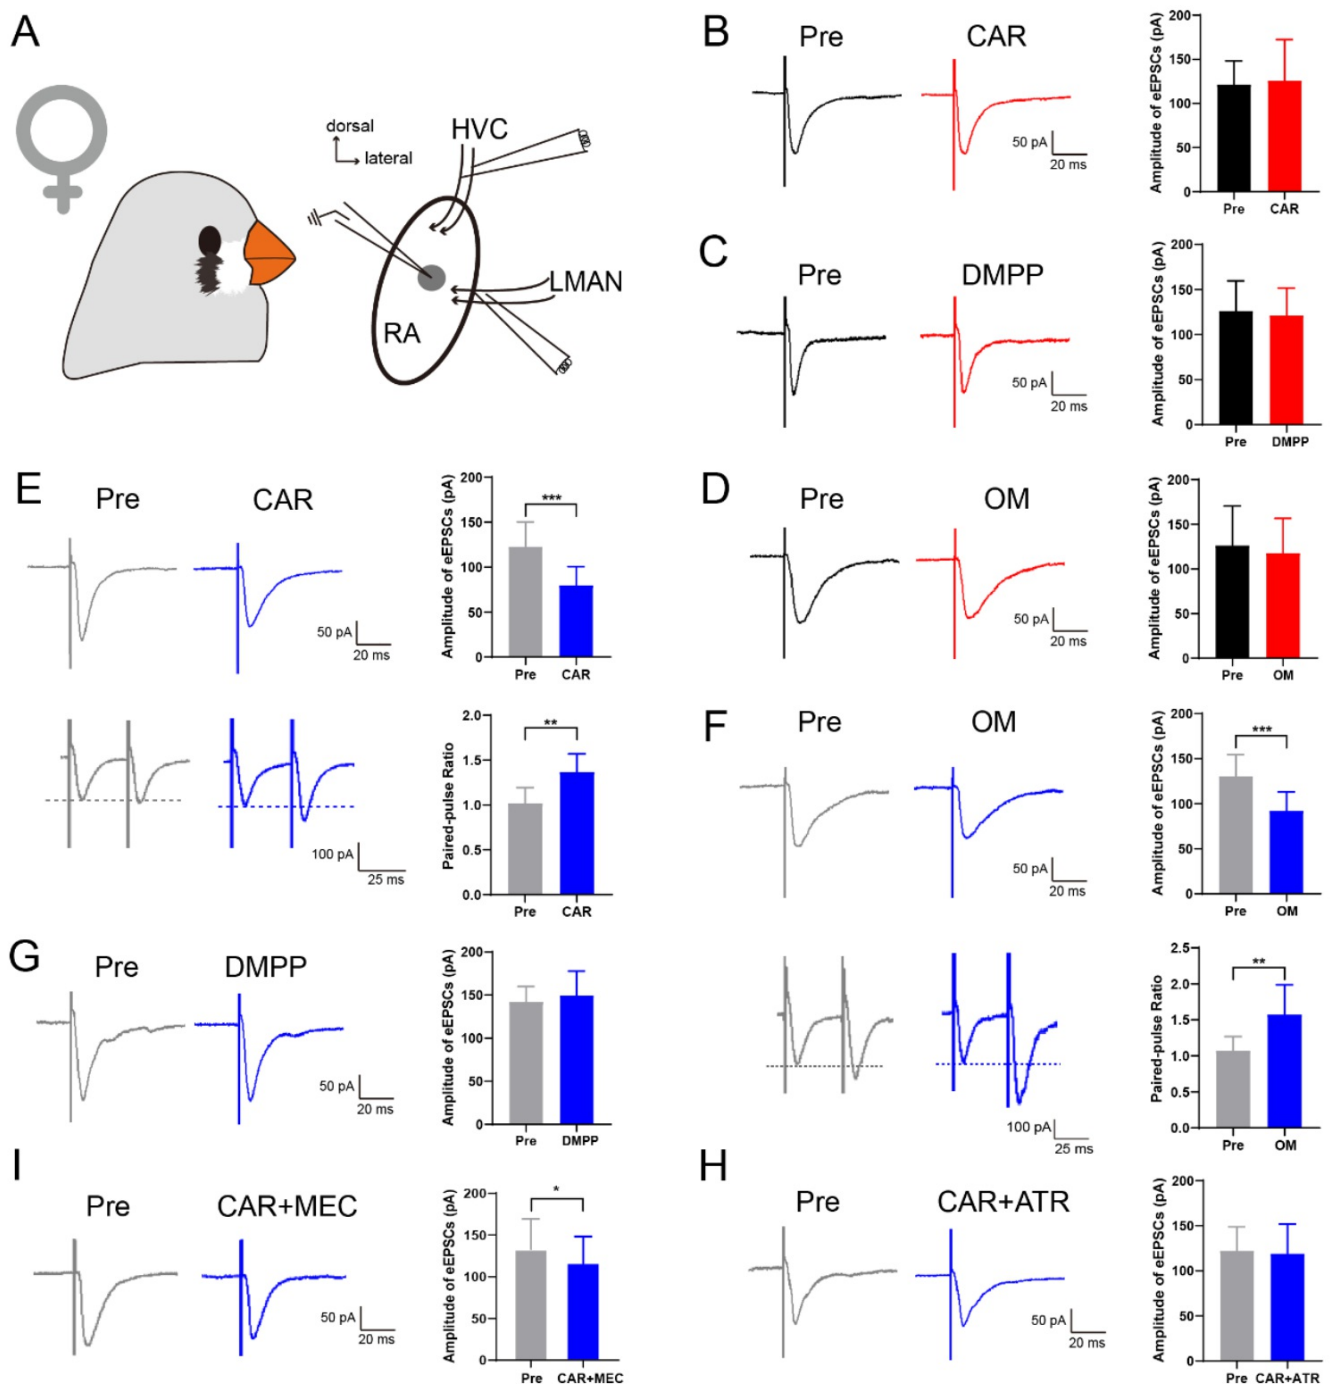 A
dorsal
lateral
HVC
LMAN
RA
B
Pre
CAR
50 pA
20 ms
Amplitude of eEPSCs (pA)
200
150
100
50
0
Pre
CAR
C
Pre
DMPP
50 pA
20 ms
Amplitude of eEPSCs (pA)
200
150
100
50
0
Pre
DMPP
E
Pre
CAR
50 pA
20 ms
Amplitude of eEPSCs (pA)
200
150
100
50
0
***
Pre
CAR
100 pA
25 ms
Paired-pulse Ratio
2.0
1.5
1.0
0.5
0.0
**
Pre
CAR
D
Pre
OM
50 pA
20 ms
Amplitude of eEPSCs (pA)
200
150
100
50
0
Pre
OM
F
Pre
OM
50 pA
20 ms
Amplitude of eEPSCs (pA)
200
150
100
50
0
***
Pre
OM
100 pA
25 ms
Paired-pulse Ratio
2.5
2.0
1.5
1.0
0.5
0.0
**
Pre
OM
G
Pre
DMPP
50 pA
20 ms
Amplitude of eEPSCs (pA)
200
150
100
50
0
Pre
DMPP
I
Pre
CAR+MEC
50 pA
20 ms
Amplitude of eEPSCs (pA)
200
150
100
50
0
*
Pre
CAR+MEC
H
Pre
CAR+ATR
50 pA
20 ms
Amplitude of eEPSCs (pA)
200
150
100
50
0
Pre
CAR+ATR